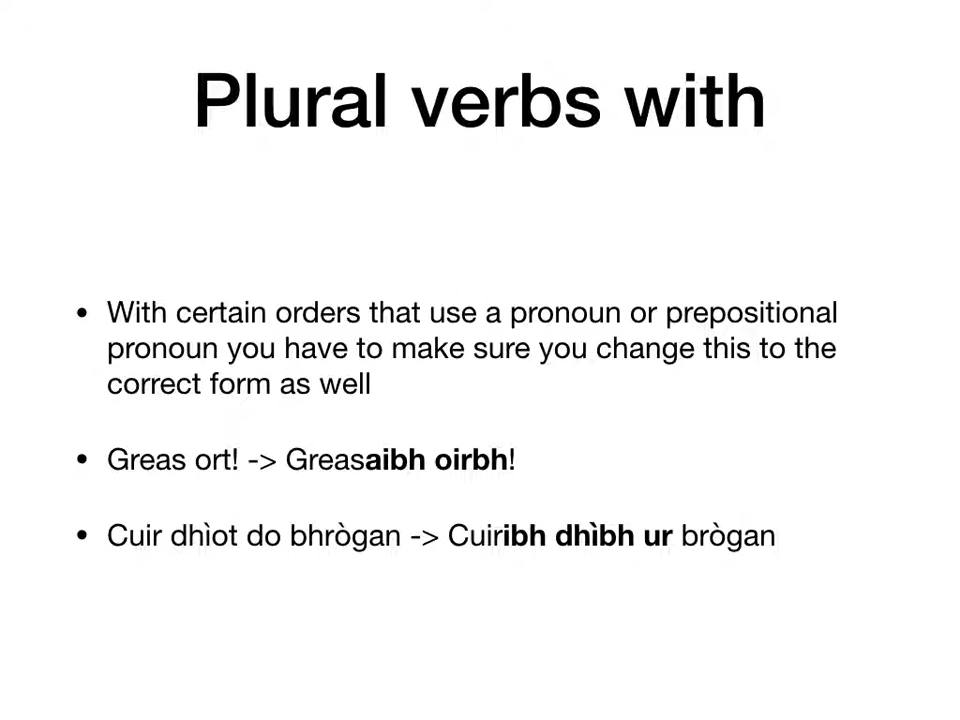 Plural verbs with
• With certain orders that use a pronoun or prepositional
pronoun you have to make sure you change this to the
correct form as well
• Greas ort! -> Greasaibh oirbh!
• Cuir dhìot do bhrògan -> Cuiribh dhìbh ur brògan